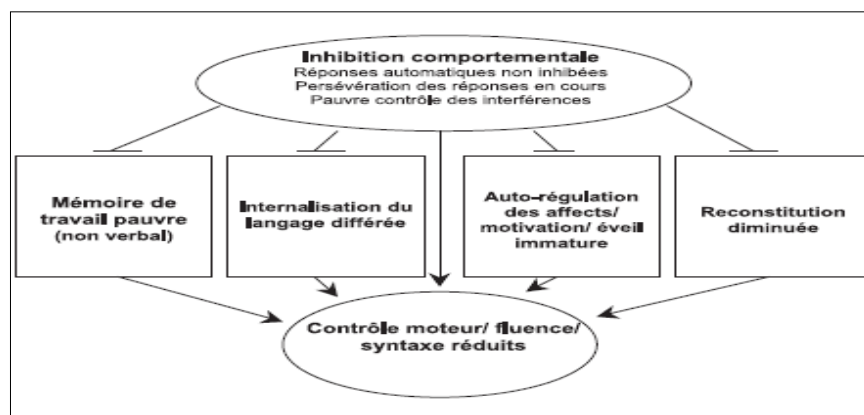 Inhibition comportementale
Réponses automatiques non inhibées
Persévération des réponses en cours
Pauvre contrôle des interférences
Mémoire de
travail pauvre
(non verbal)
Internalisation du
langage différée
Auto-régulation
des affects/
motivation/ éveil
immature
Reconstitution
diminuée
Contrôle moteur/ fluence/
syntaxe réduits